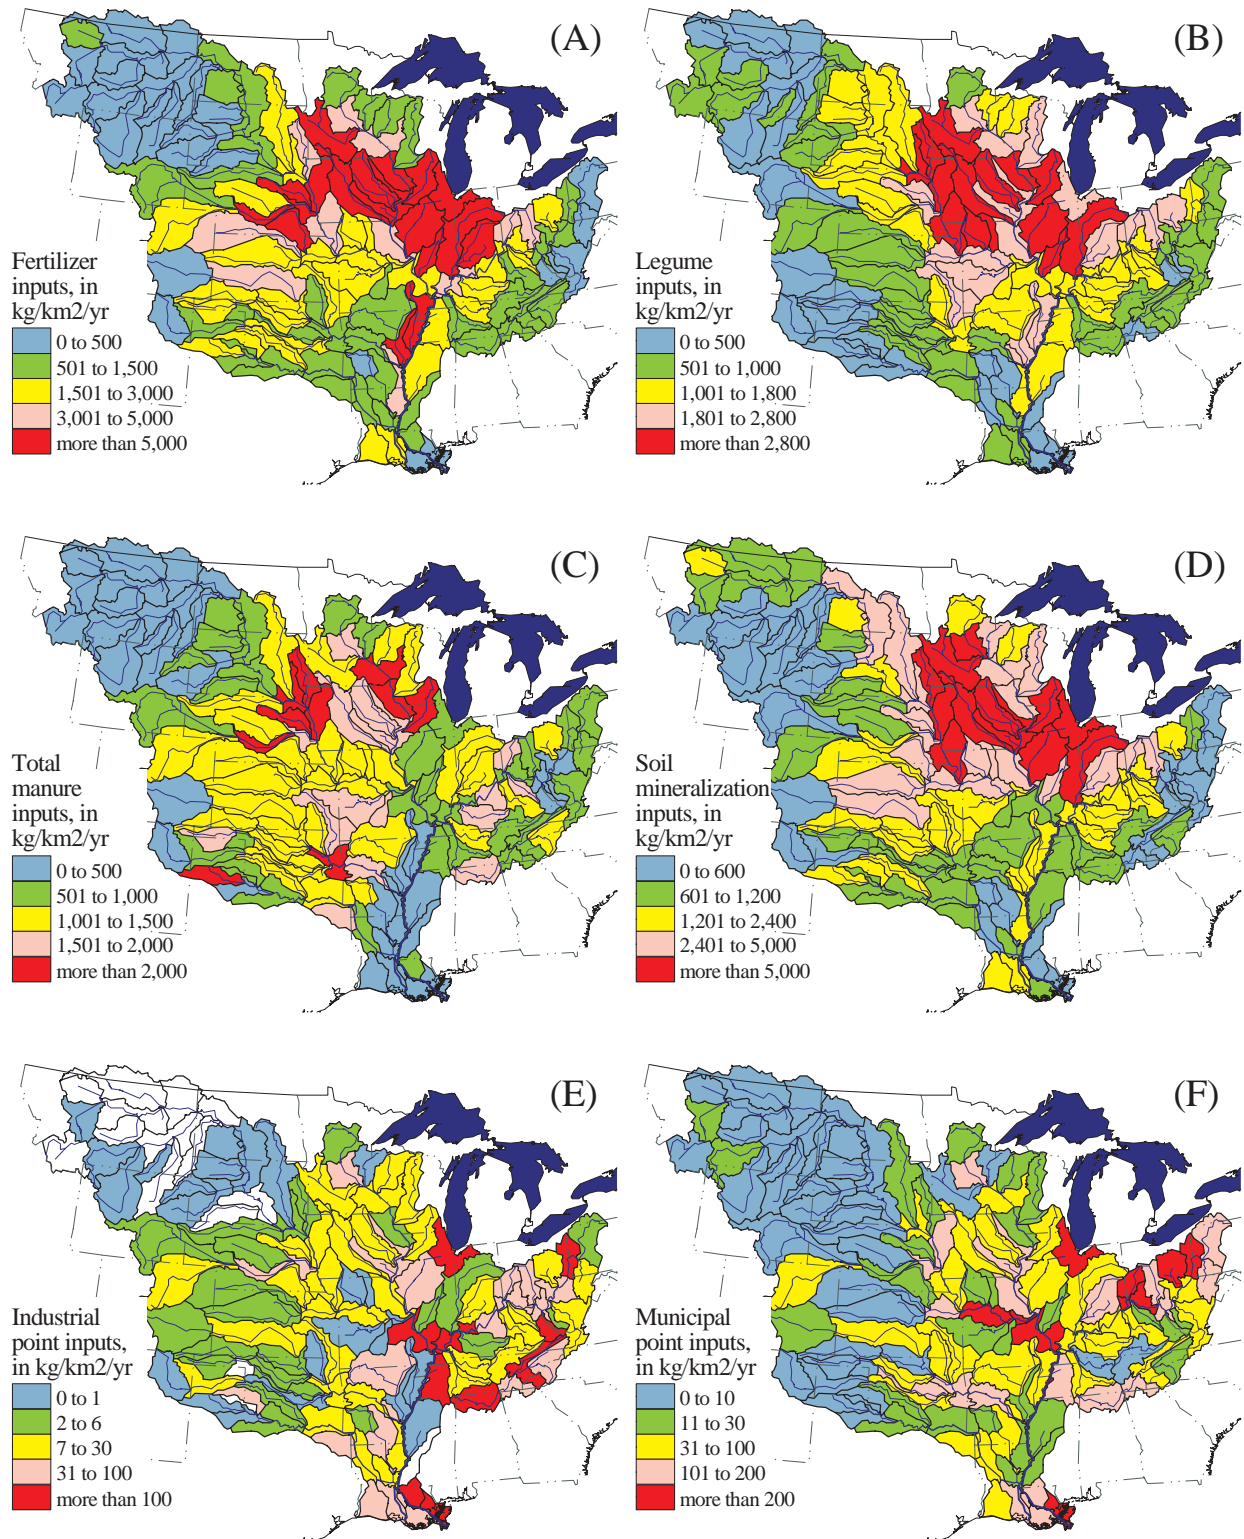 (A)
Fertilizer
inputs, in
kg/km2/yr
0 to 500
501 to 1,500
1,501 to 3,000
3,001 to 5,000
more than 5,000
(B)
Legume
inputs, in
kg/km2/yr
0 to 500
501 to 1,000
1,001 to 1,800
1,801 to 2,800
more than 2,800
(C)
Total
manure
inputs, in
kg/km2/yr
0 to 500
501 to 1,000
1,001 to 1,500
1,501 to 2,000
more than 2,000
(D)
Soil
mineralization
inputs, in
kg/km2/yr
0 to 600
601 to 1,200
1,201 to 2,400
2,401 to 5,000
more than 5,000
(E)
Industrial
point inputs,
in kg/km2/yr
0 to 1
2 to 6
7 to 30
31 to 100
more than 100
(F)
Municipal
point inputs,
in kg/km2/yr
0 to 10
11 to 30
31 to 100
101 to 200
more than 200